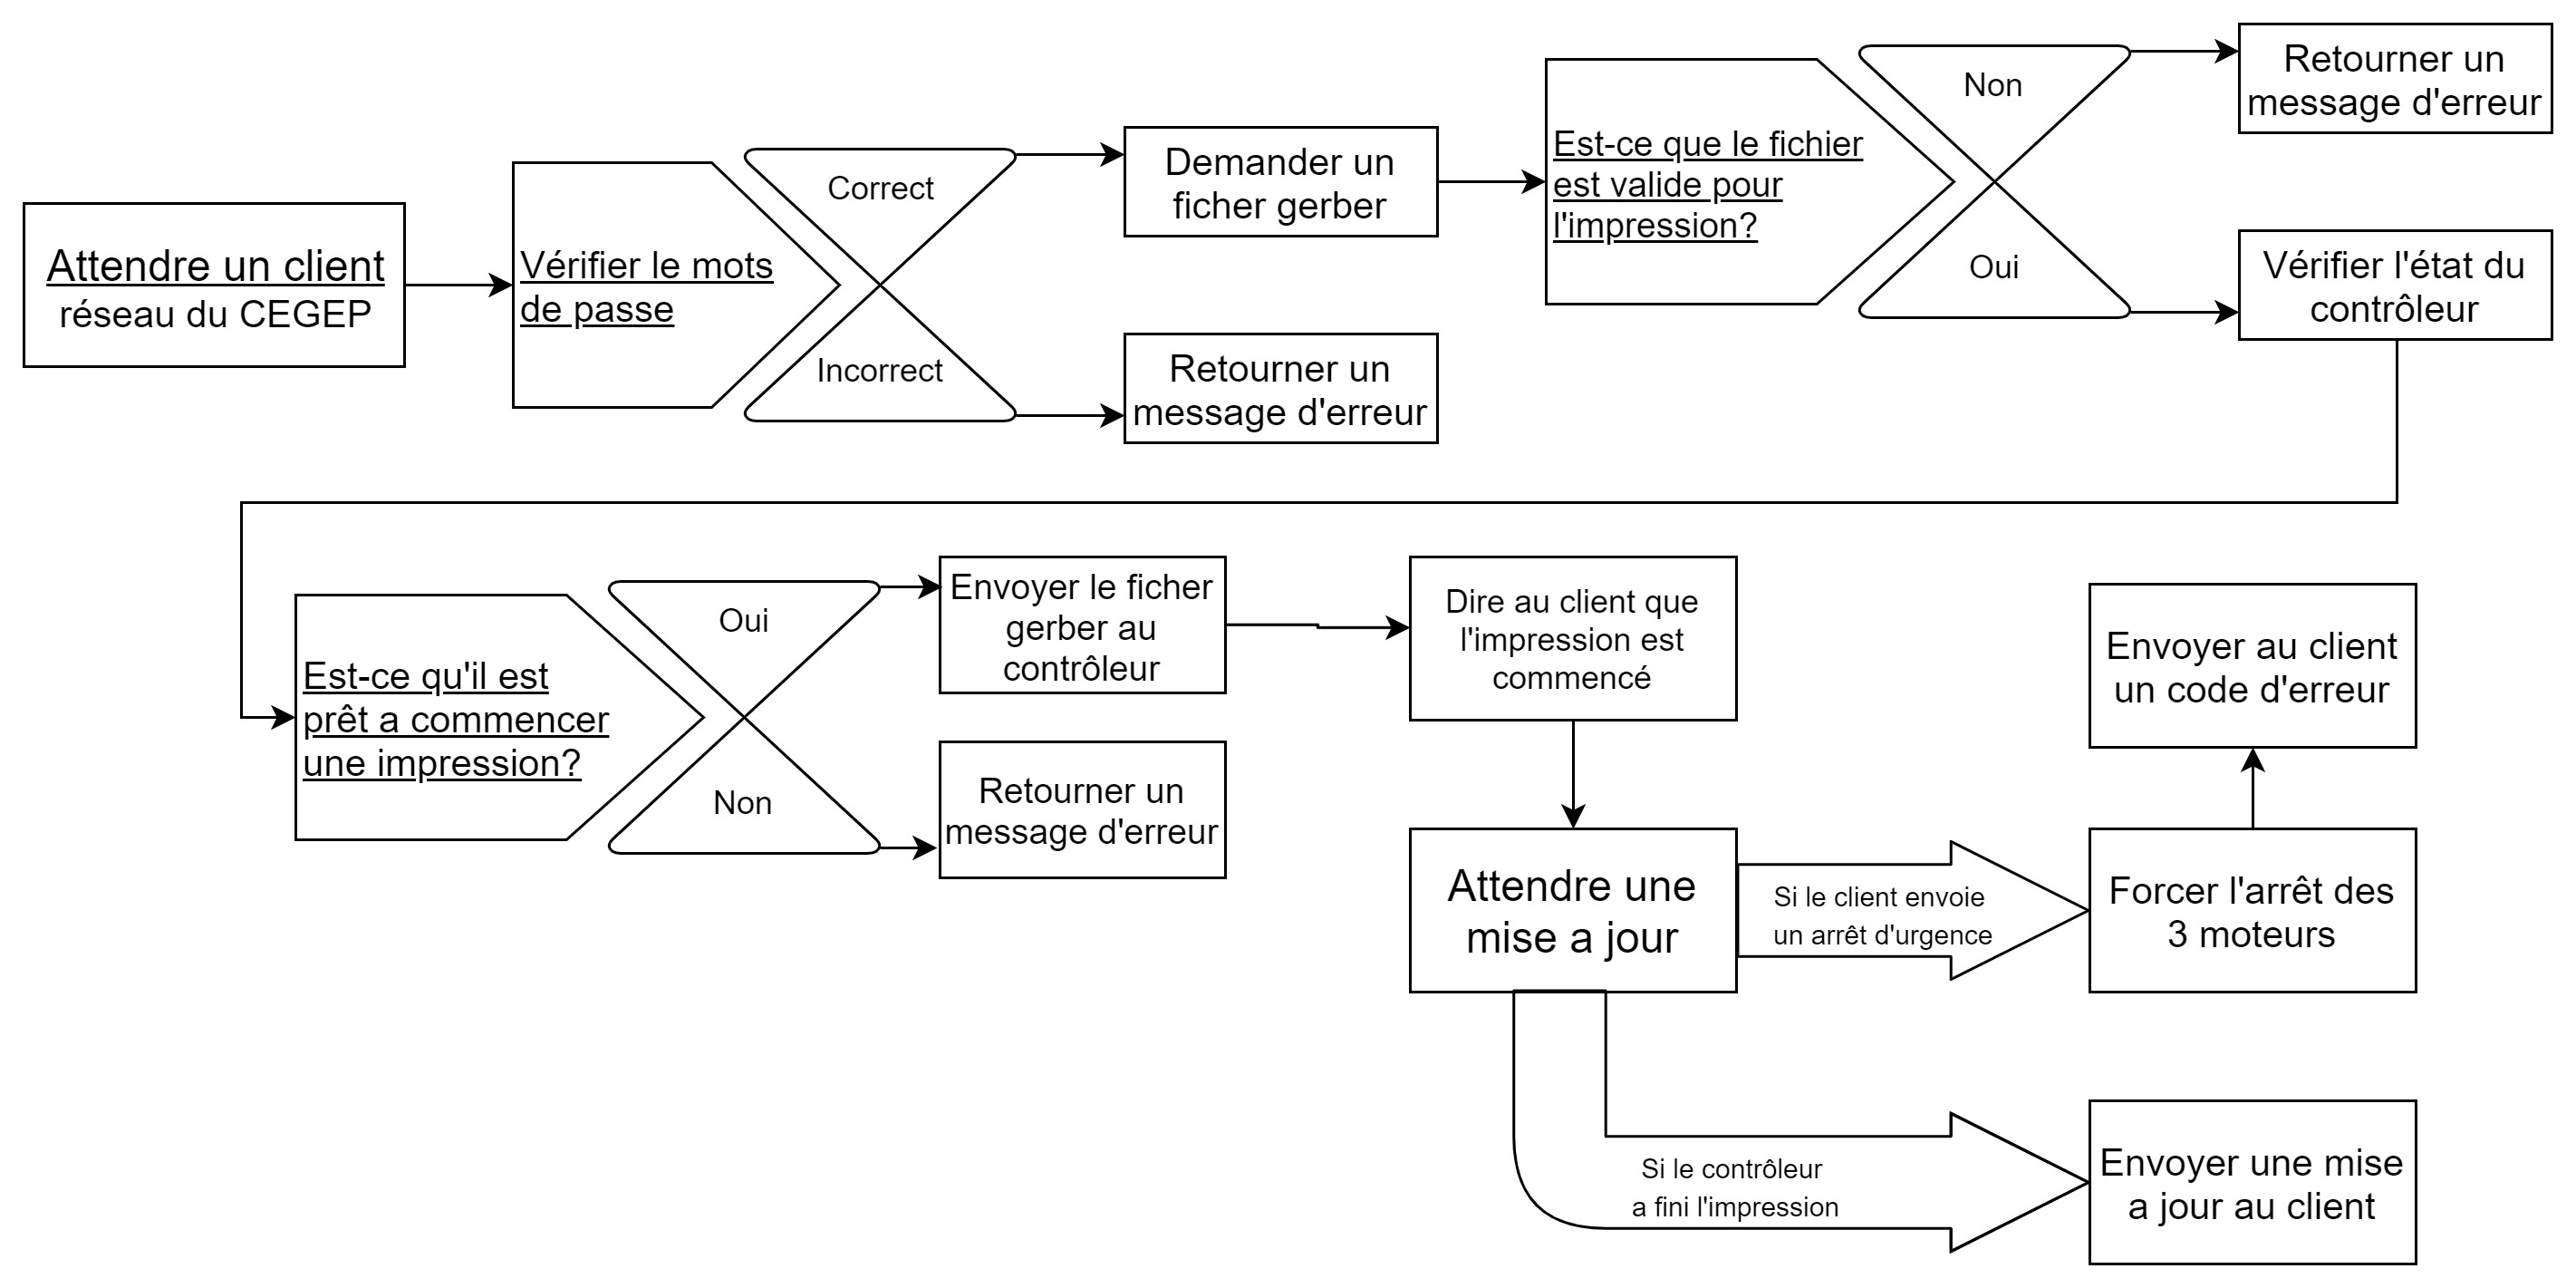 Attendre un client
réseau du CEGEP
Vérifier le mots
de passe
Correct
Incorrect
Demander un
ficher gerber
Retourner un
message d'erreur
Est-ce que le fichier
est valide pour
l'impression?
Non
Oui
Retourner un
message d'erreur
Vérifier l'état du
contrôleur
Est-ce qu'il est
prêt a commencer
une impression?
Oui
Non
Envoyer le ficher
gerber au
contrôleur
Retourner un
message d'erreur
Dire au client que
l'impression est
commencé
Attendre une
mise a jour
Si le client envoie
un arrêt d'urgence
Forcer l'arrêt des
3 moteurs
Envoyer au client
un code d'erreur
Si le contrôleur
a fini l'impression
Envoyer une mise
a jour au client